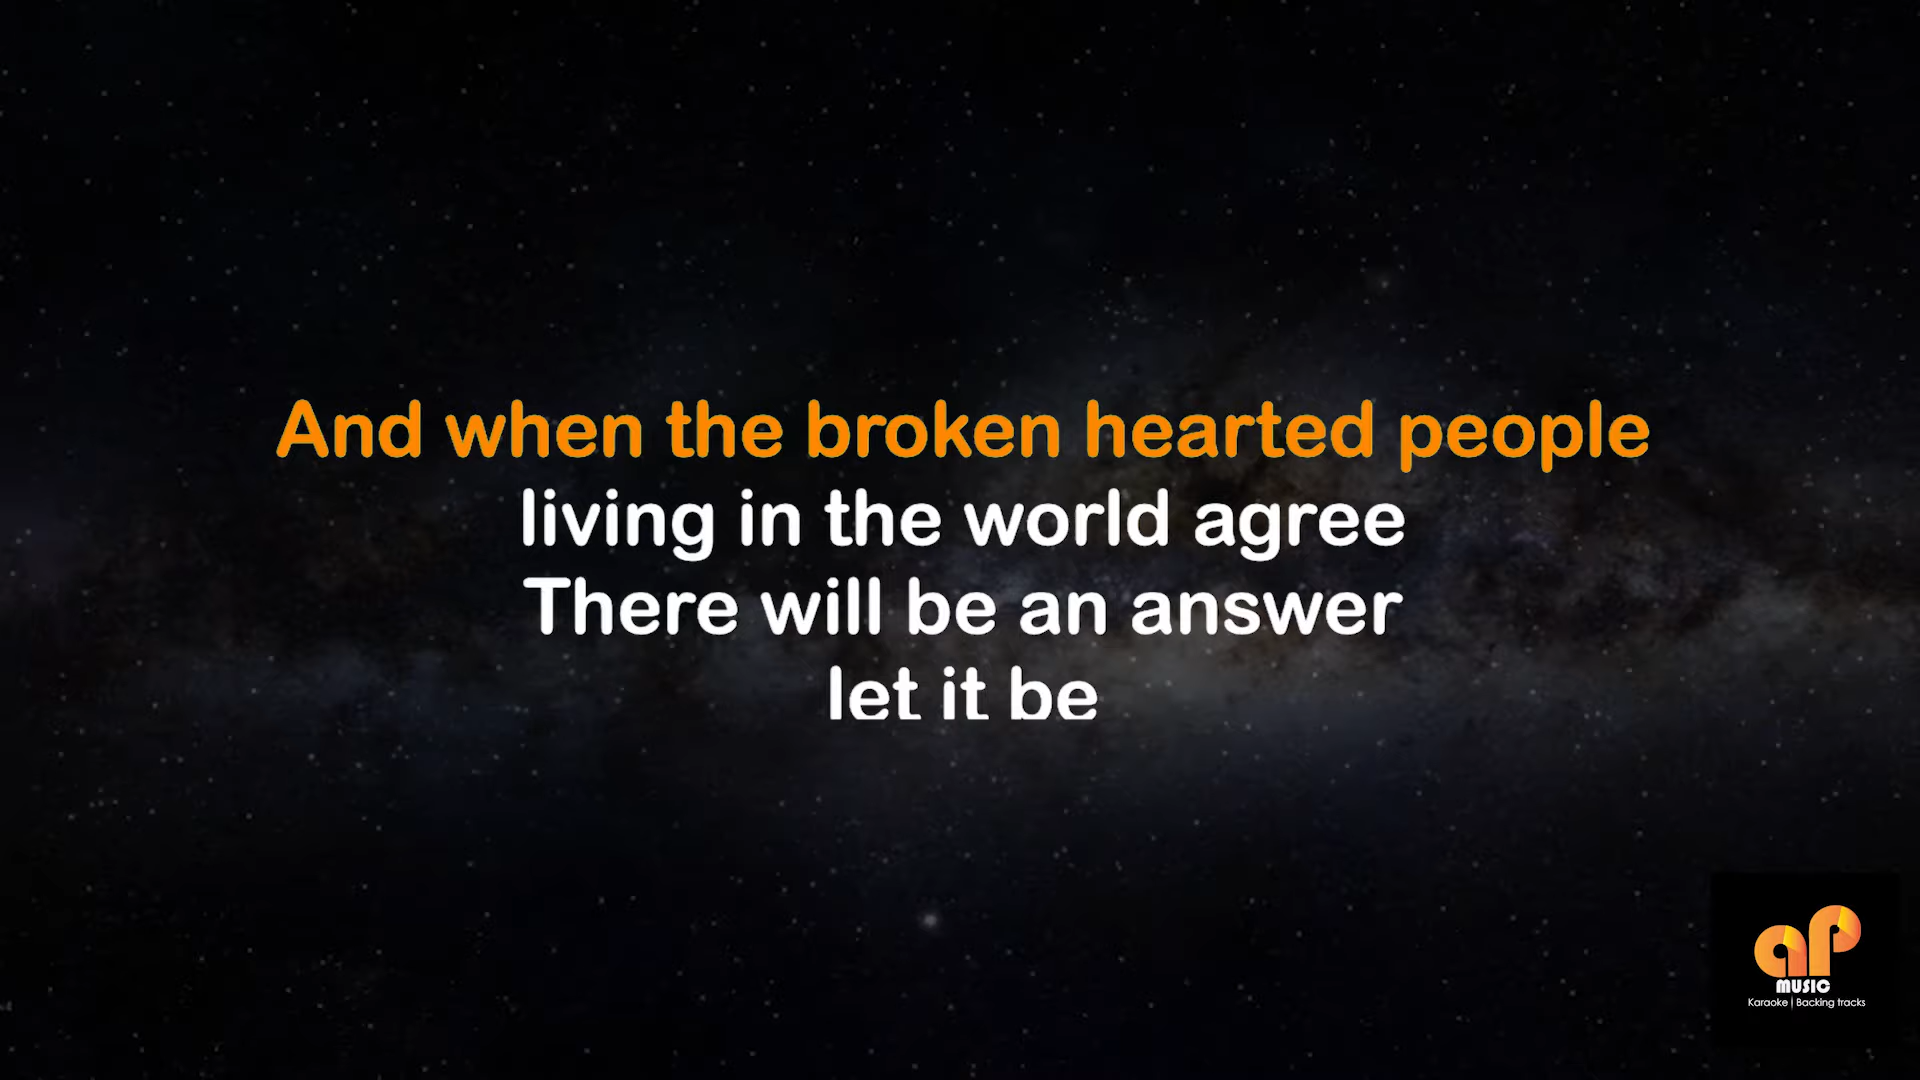 And when the broken hearted people
living in the world agree
There will be an answer
let it be
aP
MUSIC
Karaoke | Backing tracks